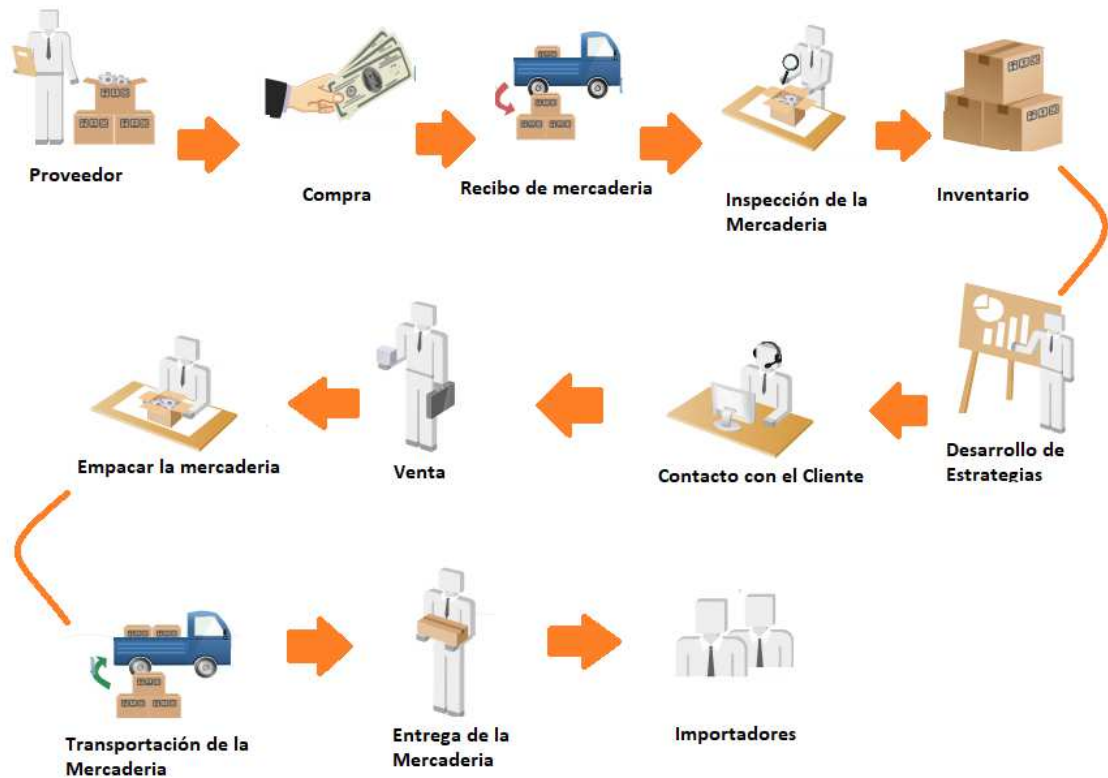 Proveedor
Compra
Recibo de mercaderia
Inspección de la
Mercaderia
Inventario
Desarrollo de
Estrategias
Contacto con el Cliente
Venta
Empacar la mercaderia
Transportación de la
Mercaderia
Entrega de la
Mercaderia
Importadores